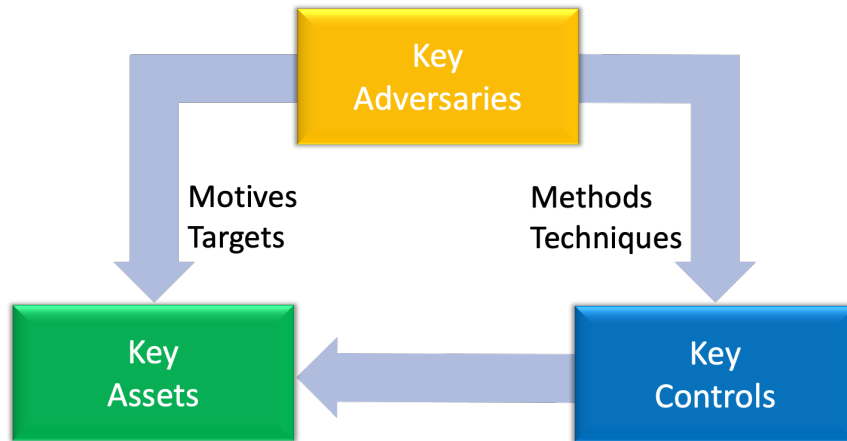 Key
Adversaries
Motives
Targets
Methods
Techniques
Key
Assets
Key
Controls